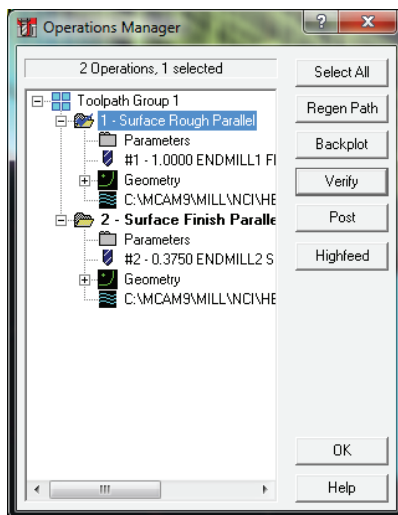 Operations Manager
?
X
2 Operations, 1 selected
Select All
Toolpath Group 1
Regen Path
1 - Surface Rough Parallel
Parameters
Backplot
#1 - 1.0000 ENDMILL1 FI
Geometry
Verify
C:\MCAM9\MILL\NCI\HE
2 - Surface Finish Paralle
Post
Parameters
#2 - 0.3750 ENDMILL2 S
Highfeed
Geometry
C:\MCAM9\MILL\NCI\HE
OK
Help